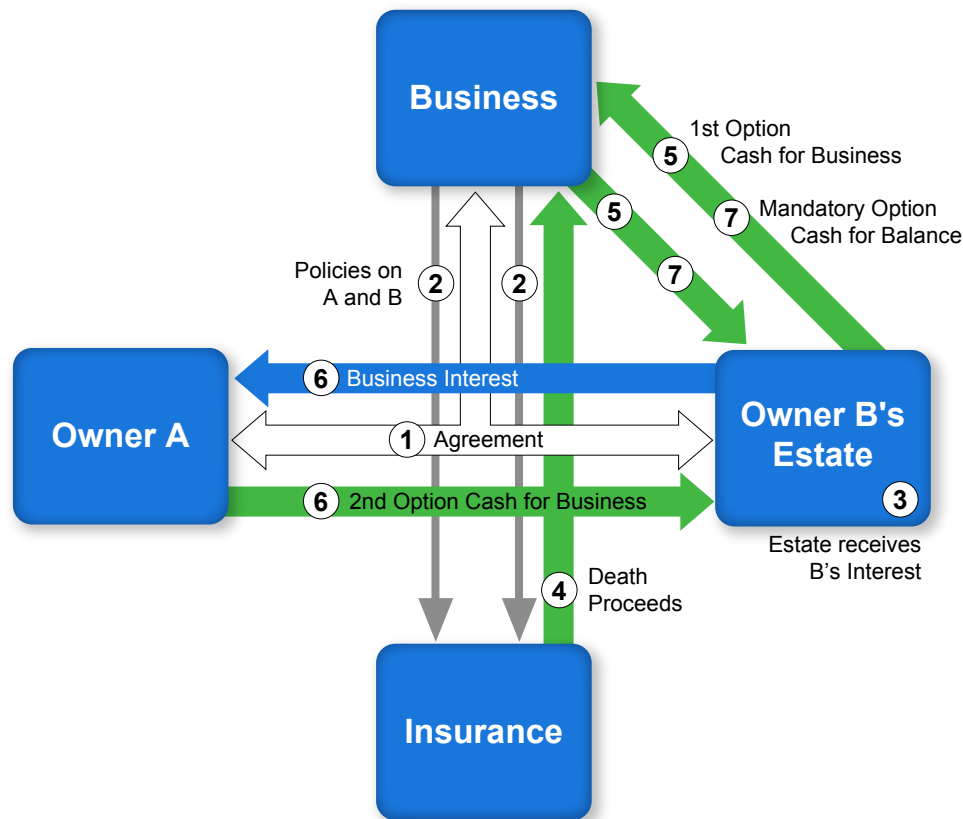 Business
1st Option
5
Cash for Business
5
7
Mandatory Option
Cash for Balance
Policies on
A and B
2
2
7
6 Business Interest
Owner A
Owner B's
Estate
1 Agreement
6 2nd Option Cash for Business
3
Estate receives
B’s Interest
4
Death
Proceeds
Insurance